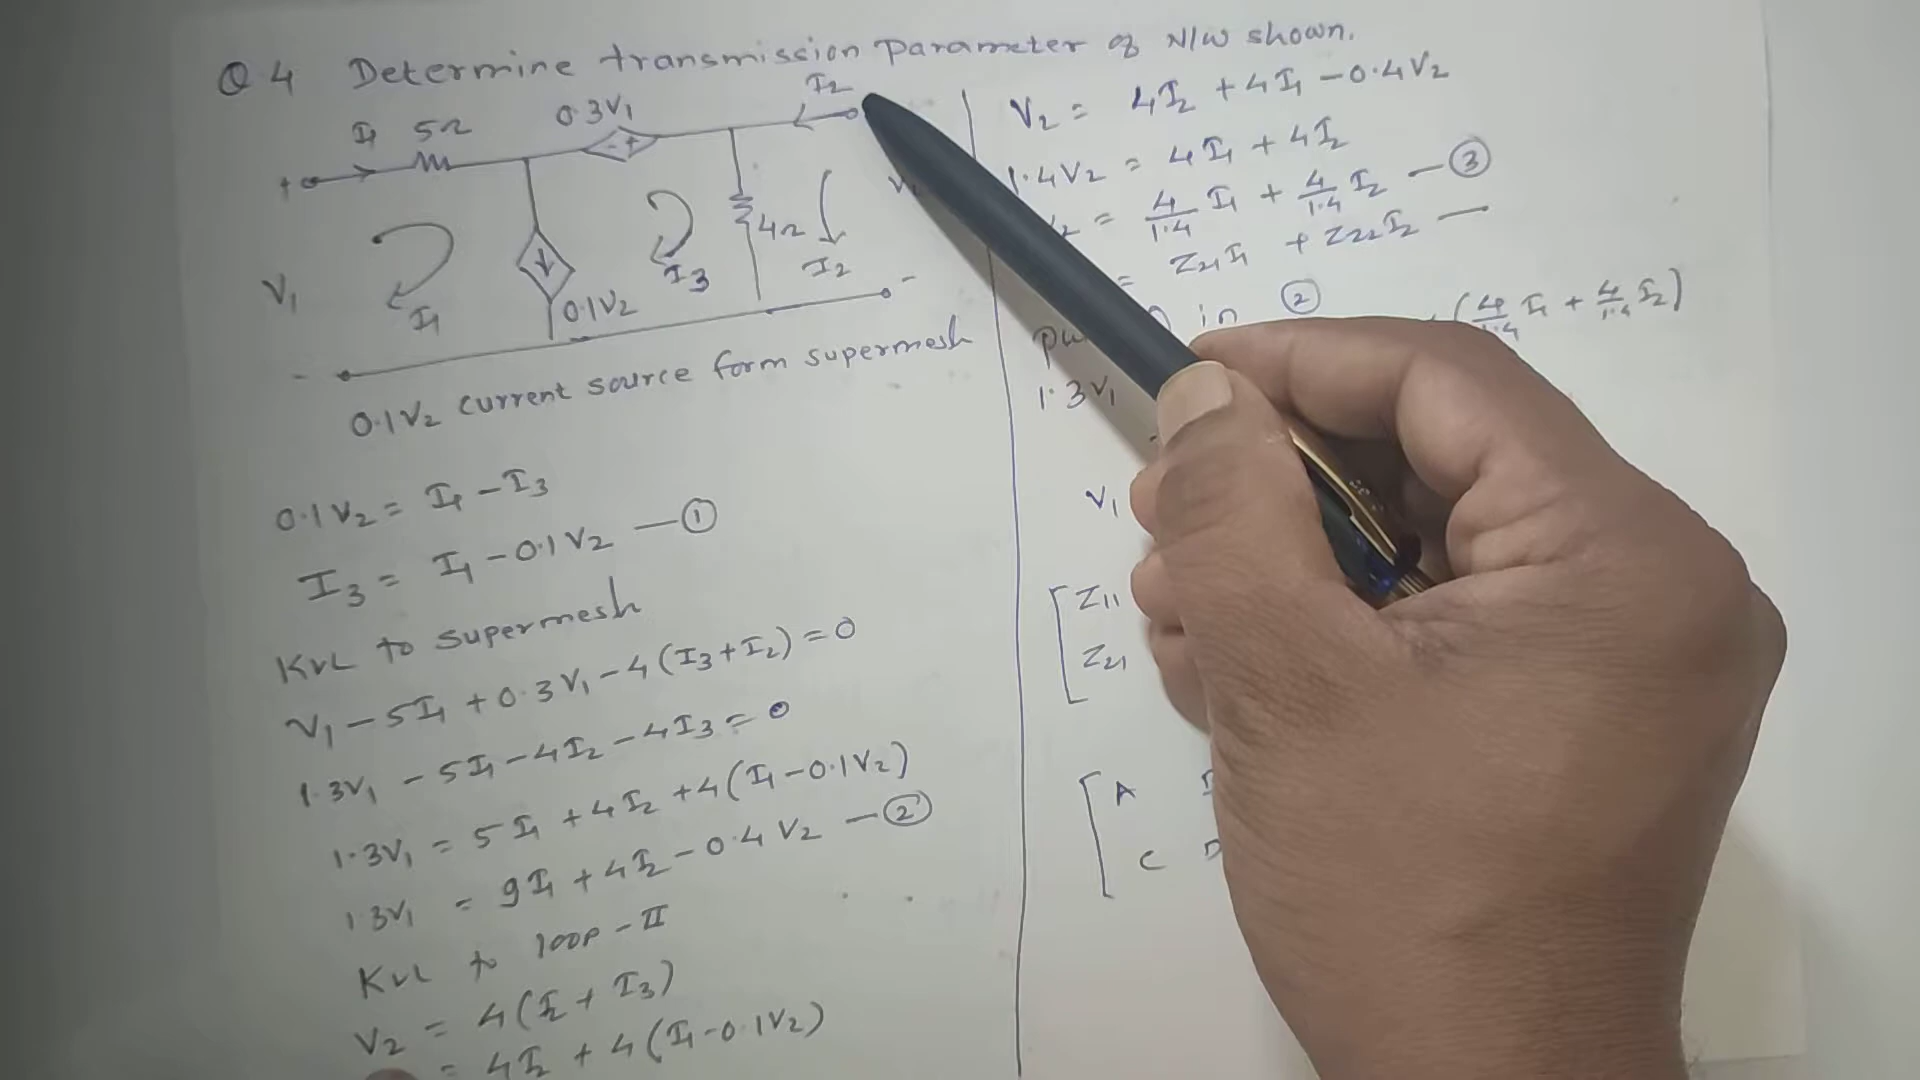 Q4 Determine transmission parameter of N/W shown.
I1 5Ω 0.3V1 I2
+ - +
V1 I1 0.1V2 I3 4Ω I2
- -
0.1V2 current source form supermesh
0.1V2 = I1 - I3
I3 = I1 - 0.1V2 — ①
KVL to supermesh
V1 - 5I1 + 0.3V1 - 4(I3 + I2) = 0
1.3V1 - 5I1 - 4I2 - 4I3 = 0
1.3V1 = 5I1 + 4I2 + 4(I1 - 0.1V2)
1.3V1 = 9I1 + 4I2 - 0.4V2 — ②
KVL to loop - II
V2 = 4(I2 + I3)
= 4I2 + 4(I1 - 0.1V2)
V2 = 4I2 + 4I1 - 0.4V2
1.4V2 = 4I1 + 4I2
= 4/1.4 I1 + 4/1.4 I2 — ③
= Z21I1 + Z22I2 —
in ②
1.3V1 (4/1.4 I1 + 4/1.4 I2)
V1
[ Z11
Z21
[ A
C D